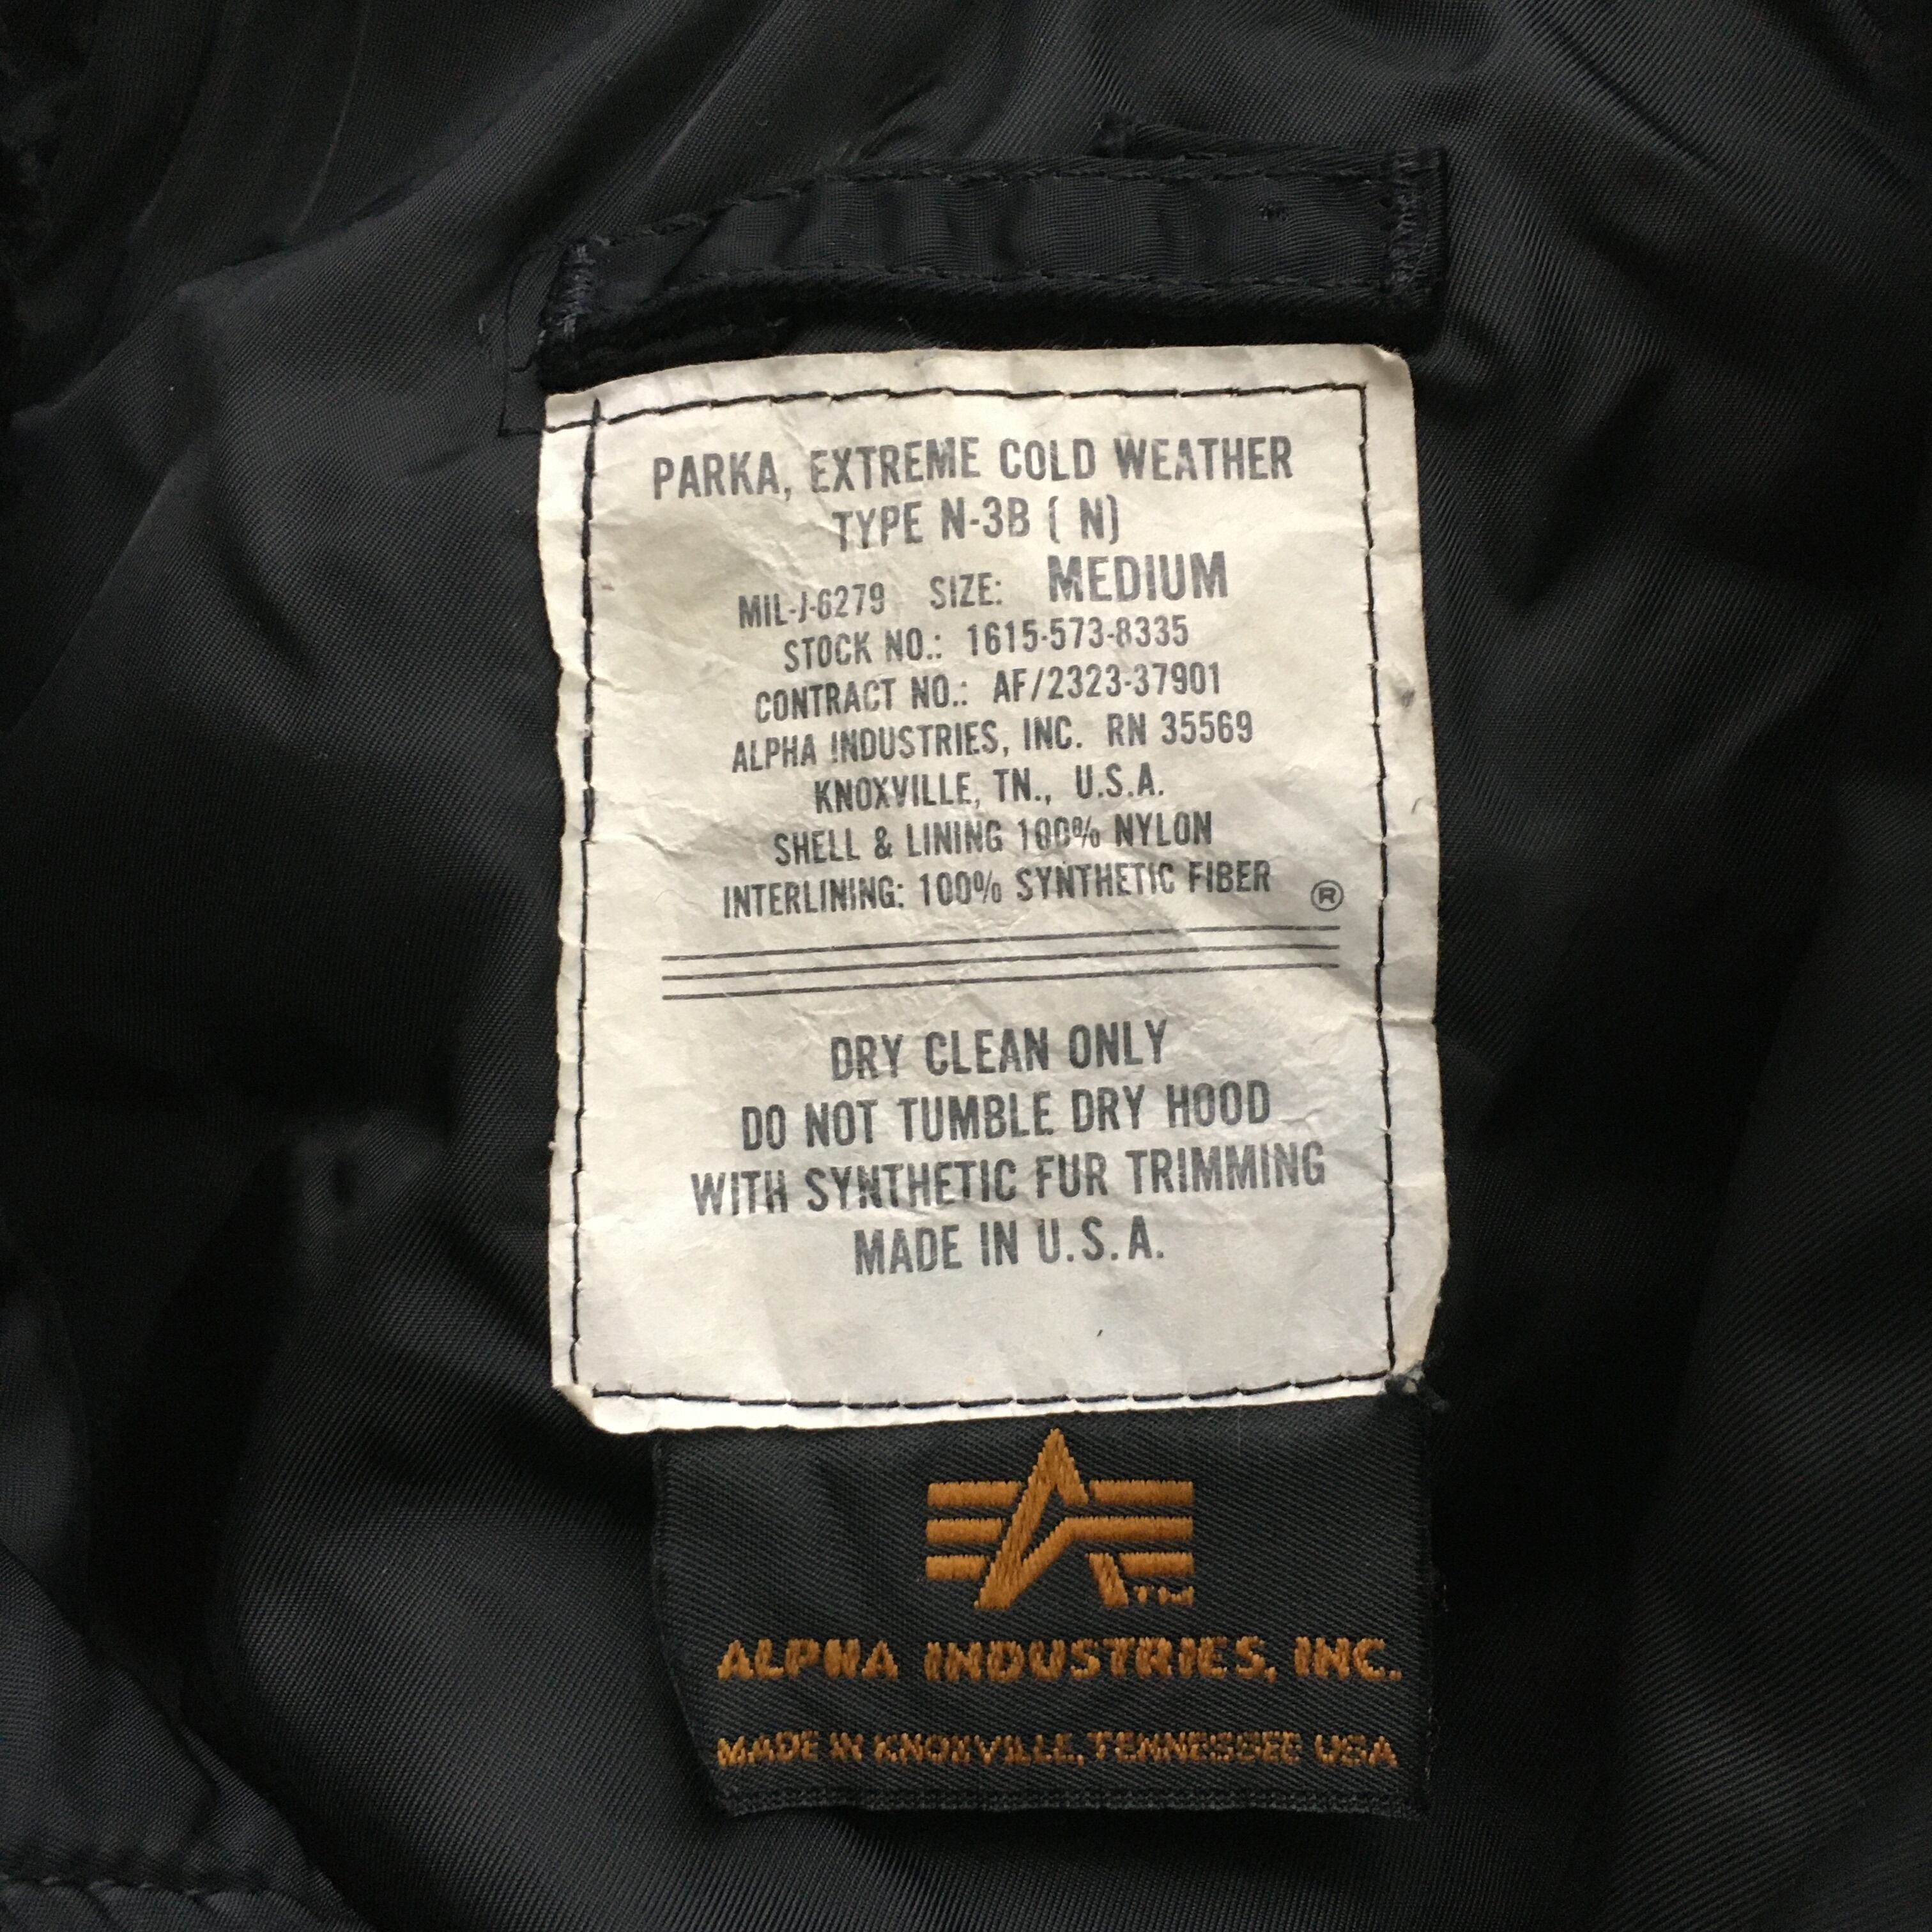 PARKA, EXTREME COLD WEATHER
TYPE N-3B ( N)
MIL-J-6279 SIZE: MEDIUM
STOCK NO.: 1615-573-8335
CONTRACT NO.: AF/2323-37901
ALPHA INDUSTRIES, INC. RN 35569
KNOXVILLE, TN., U.S.A.
SHELL & LINING 100% NYLON
INTERLINING: 100% SYNTHETIC FIBER ®
DRY CLEAN ONLY
DO NOT TUMBLE DRY HOOD
WITH SYNTHETIC FUR TRIMMING
MADE IN U.S.A.
TM
ALPHA INDUSTRIES, INC.
MADE IN KNOXVILLE, TENNESSEE USA